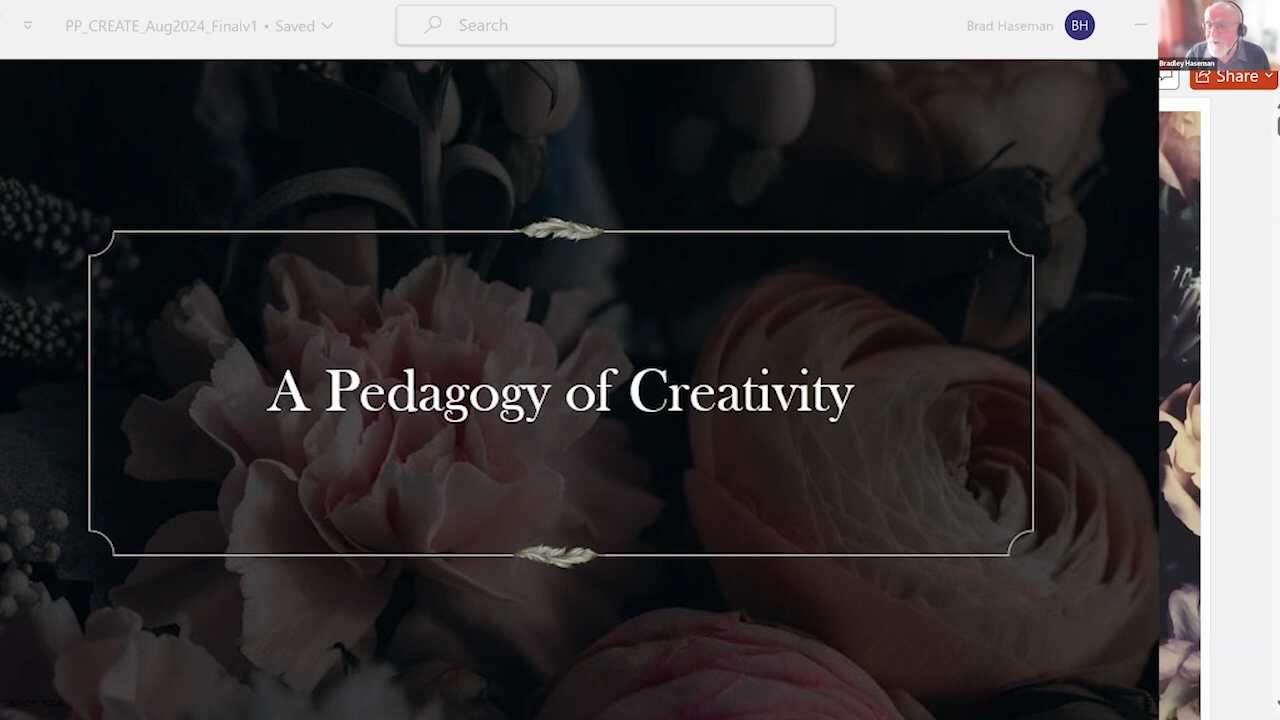 PP_CREATE_Aug2024_Finalv1 • Saved
Search
Brad Haseman
BH
Bradley Haseman
Share
A Pedagogy of Creativity